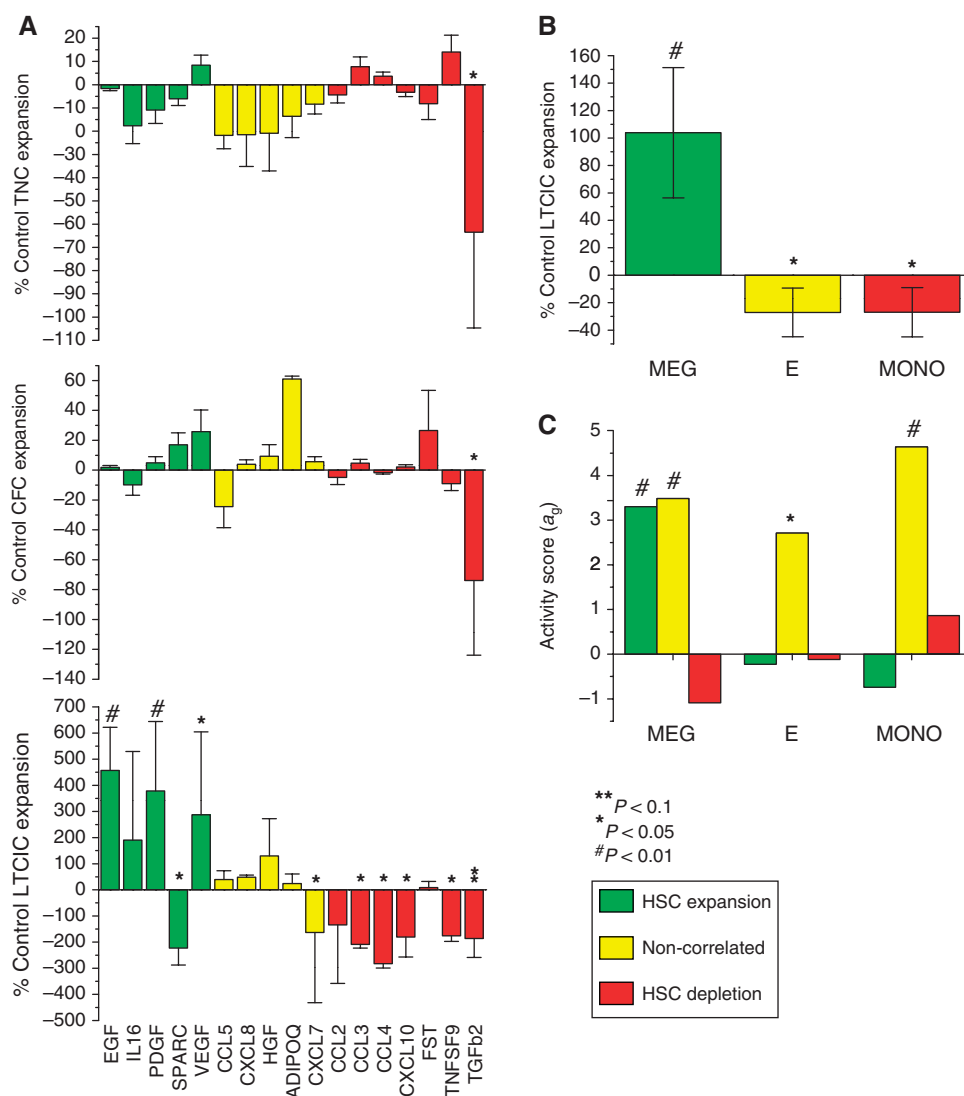 A
% Control TNC expansion
20
10
0
−10
0
−30
−40
−50
−60
−70
−80
−90
−100
−110
*
% Control CFC expansion
60
40
20
0
−20
−40
−60
−80
−100
−120
−140
*
% Control LTCIC expansion
700
600
500
400
300
200
100
0
−100
−200
−300
−400
−500
# # * * * * * * * **
EGF
IL16
PDGF
SPARC
VEGF
CCL5
CXCL8
HGF
ADIPOQ
CXCL7
CCL2
CCL3
CCL4
CXCL10
FST
TNFSF9
TGFb2
B
% Control LTCIC expansion
160
140
120
100
80
60
40
20
0
−20
−40
# * *
MEG E MONO
C
Activity score (ag)
5
4
3
2
1
0
−1
# # * #
MEG E MONO
**P < 0.1
*P < 0.05
#P < 0.01
HSC expansion
Non-correlated
HSC depletion